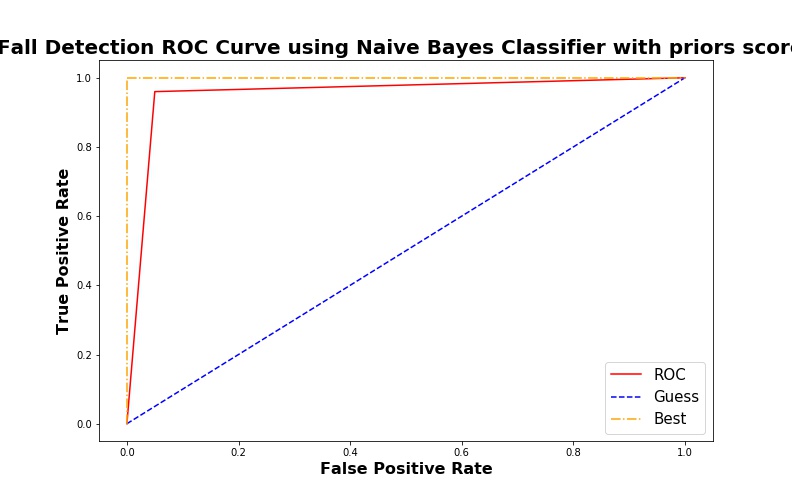 Fall Detection ROC Curve using Naive Bayes Classifier with priors score
1.0
0.8
0.6
0.4
0.2
0.0
True Positive Rate
0.0 0.2 0.4 0.6 0.8 1.0
False Positive Rate
ROC
Guess
Best